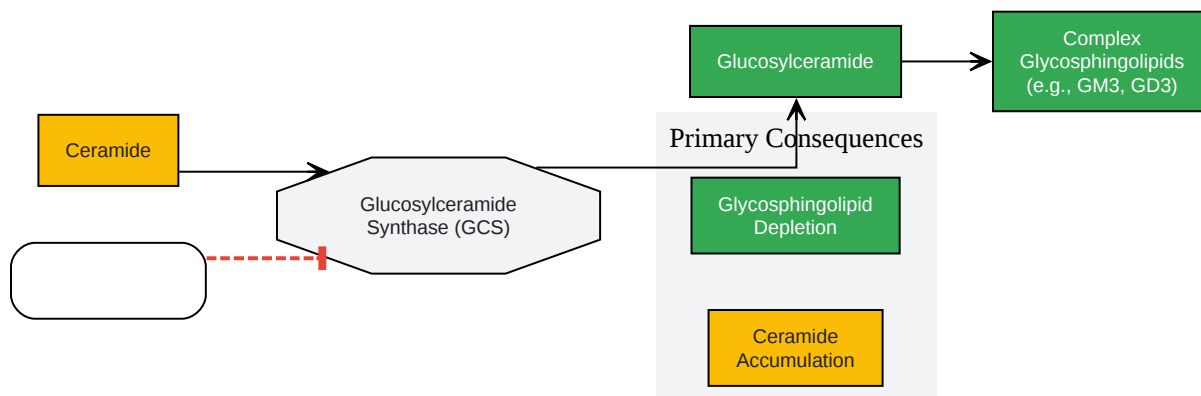 Glucosylceramide
Complex
Glycosphingolipids
(e.g., GM3, GD3)
Ceramide
Primary Consequences
Glucosylceramide
Synthase (GCS)
Glycosphingolipid
Depletion
Ceramide
Accumulation